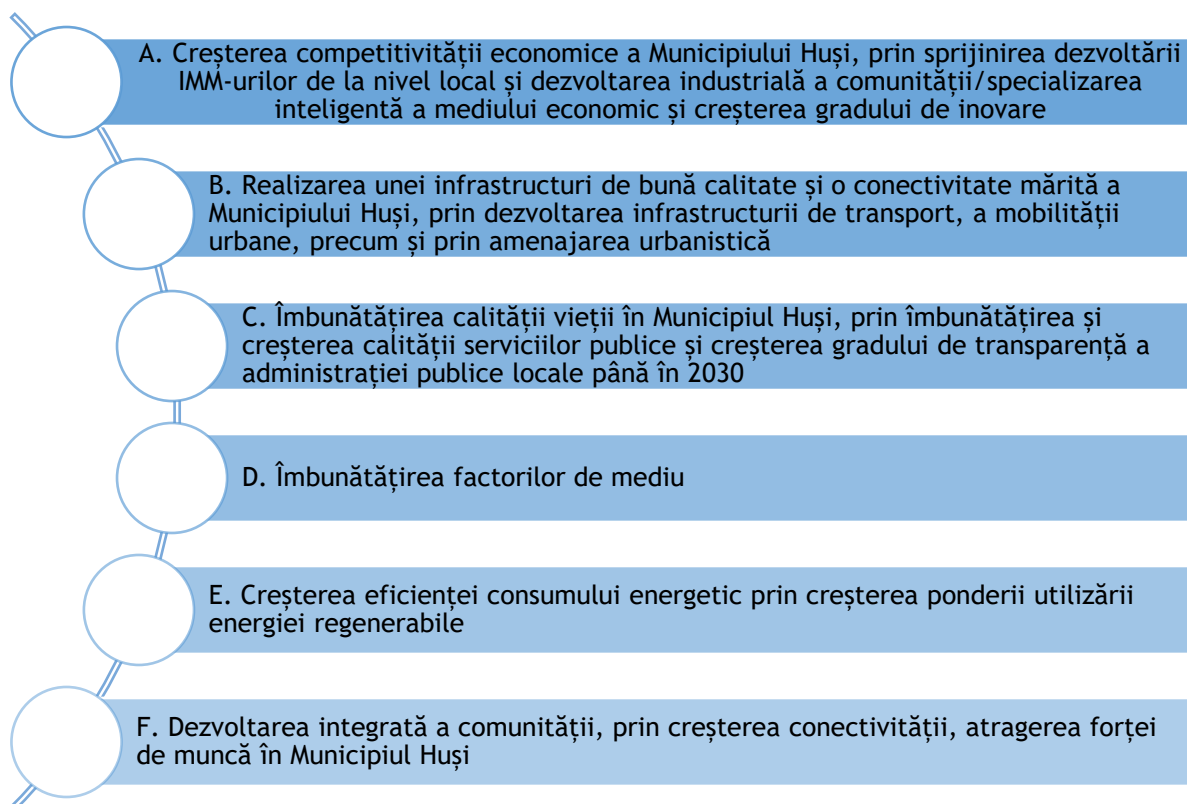 A. Creșterea competitivității economice a Municipiului Huși, prin sprijinirea dezvoltării
IMM-urilor de la nivel local și dezvoltarea industrială a comunității/specializarea
inteligentă a mediului economic și creșterea gradului de inovare
B. Realizarea unei infrastructuri de bună calitate și o conectivitate mărită a
Municipiului Huși, prin dezvoltarea infrastructurii de transport, a mobilității
urbane, precum și prin amenajarea urbanistică
C. Îmbunătățirea calității vieții în Municipiul Huși, prin îmbunătățirea și
creșterea calității serviciilor publice și creșterea gradului de transparență a
administrației publice locale până în 2030
D. Îmbunătățirea factorilor de mediu
E. Creșterea eficienței consumului energetic prin creșterea ponderii utilizării
energiei regenerabile
F. Dezvoltarea integrată a comunității, prin creșterea conectivității, atragerea forței
de muncă în Municipiul Huși